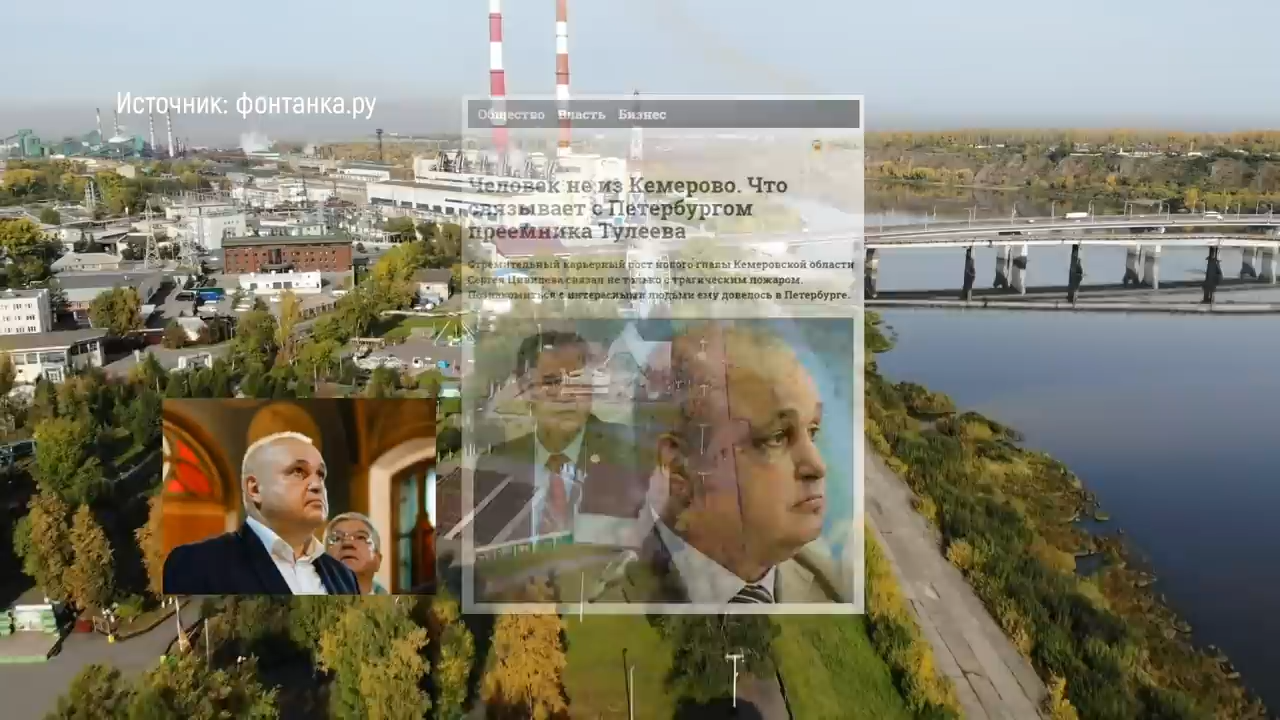 Источник: фонтанка.ру
Общество Власть Бизнес
Человек не из Кемерово. Что
связывает с Петербургом
преемника Тулеева
Стремительный карьерный рост нового главы Кемеровской области
Сергея Цивилева связан не только с трагическим пожаром.
Познакомиться с интересными людьми ему довелось в Петербурге.